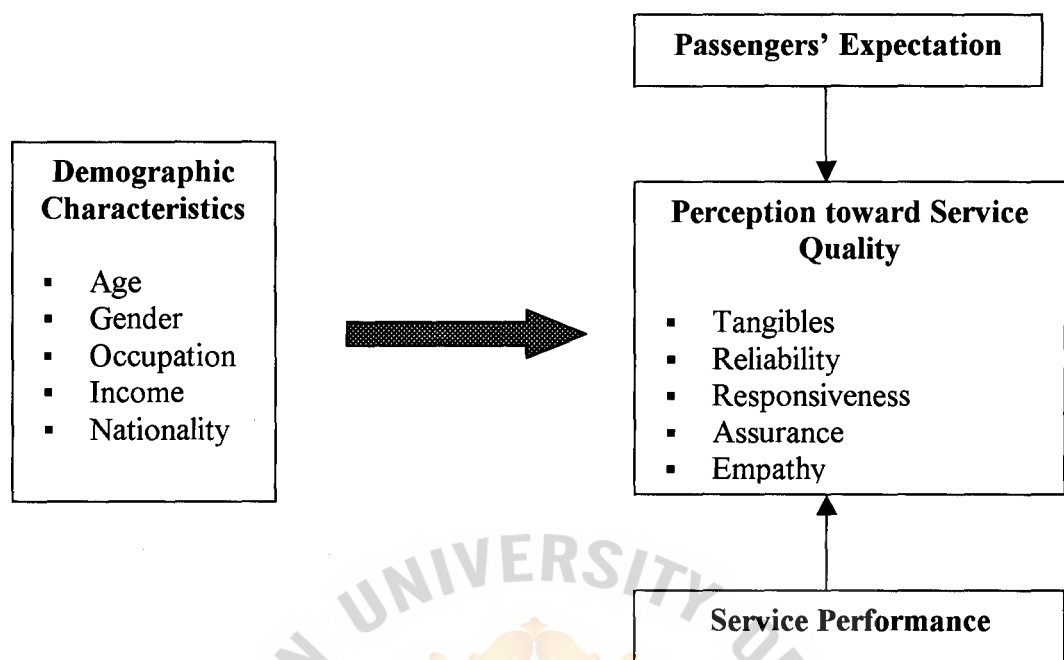 Passengers' Expectation
Demographic
Characteristics
▪ Age
▪ Gender
▪ Occupation
▪ Income
▪ Nationality
Perception toward Service
Quality
▪ Tangibles
▪ Reliability
▪ Responsiveness
▪ Assurance
▪ Empathy
UNIVERSITY
Service Performance